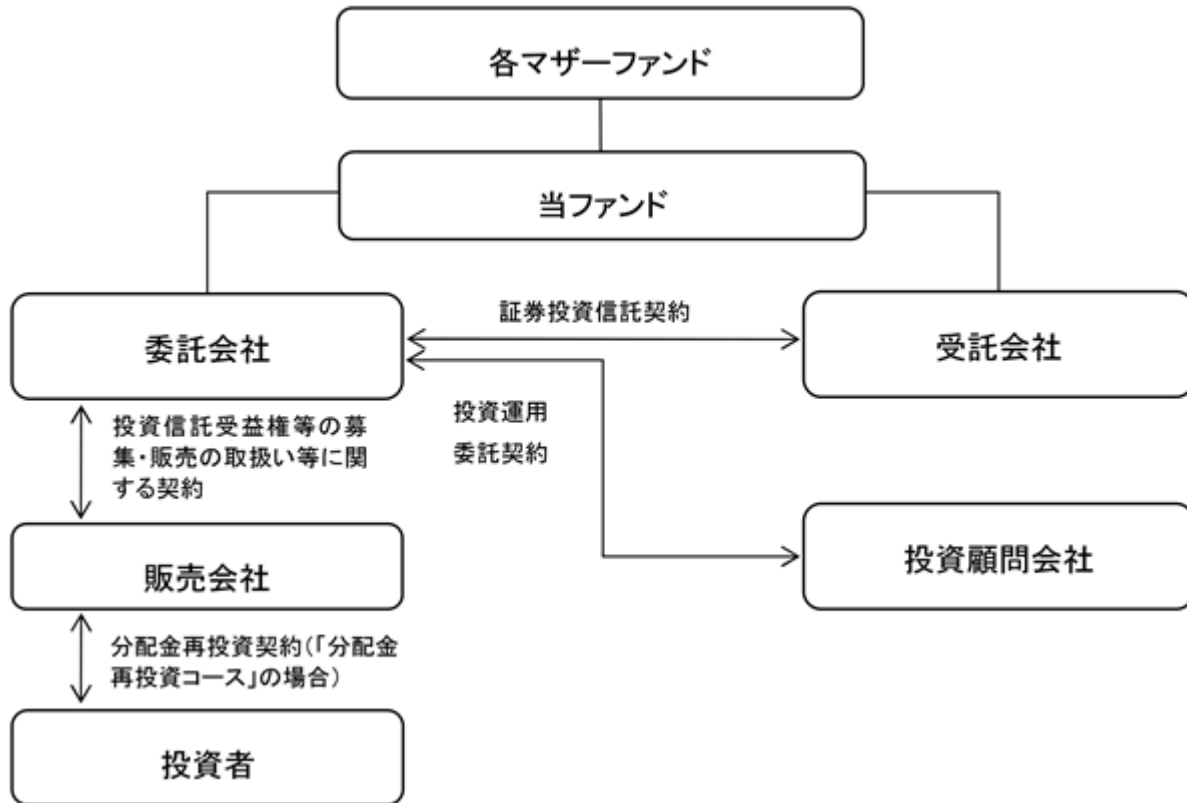 各マザーファンド
当ファンド
証券投資信託契約
委託会社
受託会社
投資信託受益権等の募
集・販売の取扱い等に関
する契約
投資運用
委託契約
販売会社
投資顧問会社
分配金再投資契約(「分配金
再投資コース」の場合)
投資者